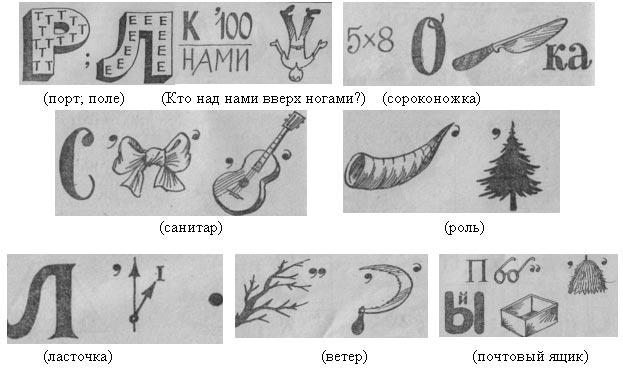 Р Т Т Т Т Т Т Т ; Л Е Е Е Е Е Е Е Е К '100
НАМИ
5×8 О' ка
(порт; поле) (Кто над нами вверх ногами?) (сороконожка)
С ’ ’ ’ ’ ’
(санитар) (роль)
Л ’ 1 ” ’
(ласточка) (ветер)
П ” ’ ’
Ы й
(почтовый ящик)